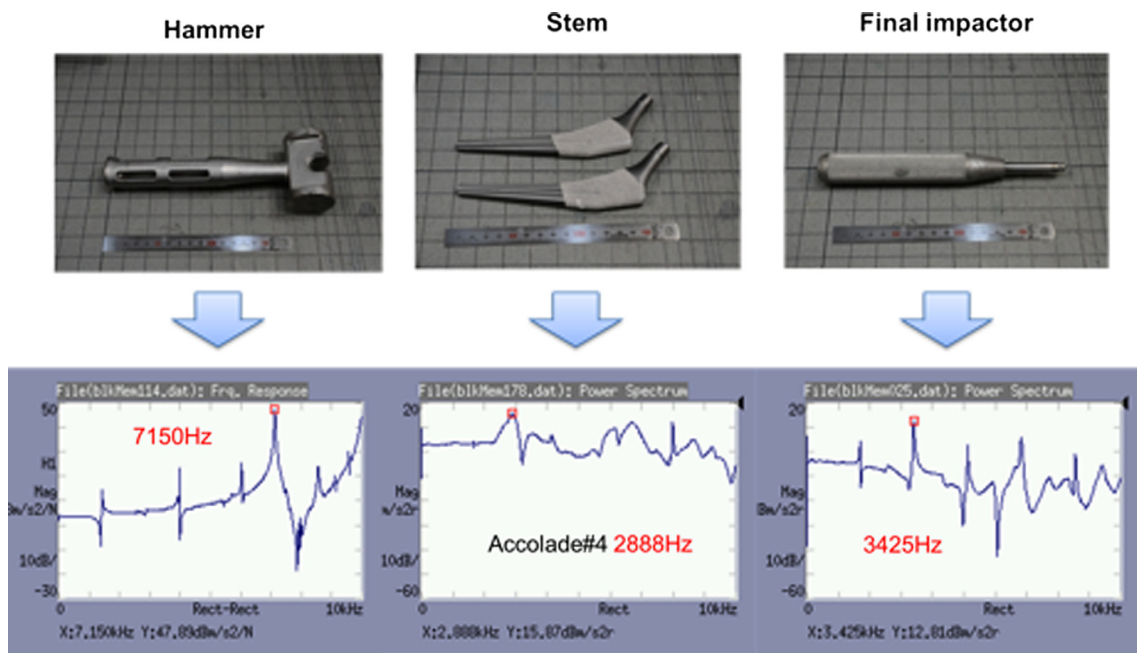 Hammer
Stem
Final impactor
File(blkMem114.dat): Frq. Response
50
7150Hz
H1
Mag
Bm/s2/N
10dB/
-30
0
Rect-Rect
10kHz
X:7.150kHz Y:47.89dBm/s2/N
File(blkMem178.dat): Power Spectrum
20
Mag
m/s2r
Accolade#4 2888Hz
10dB/
-60
0
Rect
10kHz
X:2.888kHz Y:15.87dBm/s2r
File(blkMem025.dat): Power Spectrum
20
Mag
Bm/s2r
3425Hz
10dB/
-60
0
Rect
10kHz
X:3.425kHz Y:12.81dBm/s2r